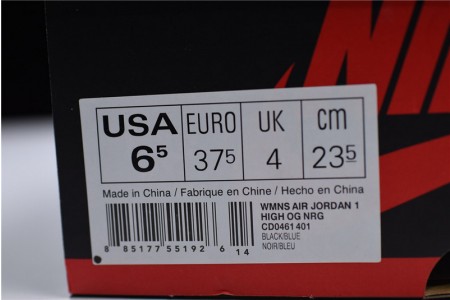 NIKE
USA EURO UK cm
6⁵ 37⁵ 4 23⁵
Made in China / Fabrique en Chine / Hecho en China
WMNS AIR JORDAN 1
HIGH OG NRG
CD0461 401
BLACK/BLUE
NOIR/BLEU
8 85177 55192 6 14